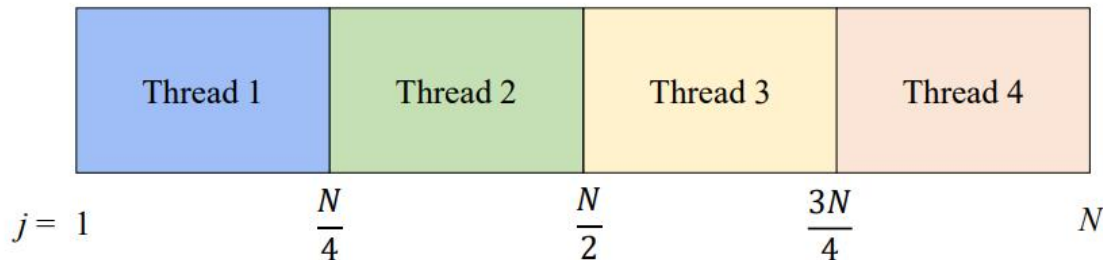 Thread 1 Thread 2 Thread 3 Thread 4
j = 1 N/4 N/2 3N/4 N